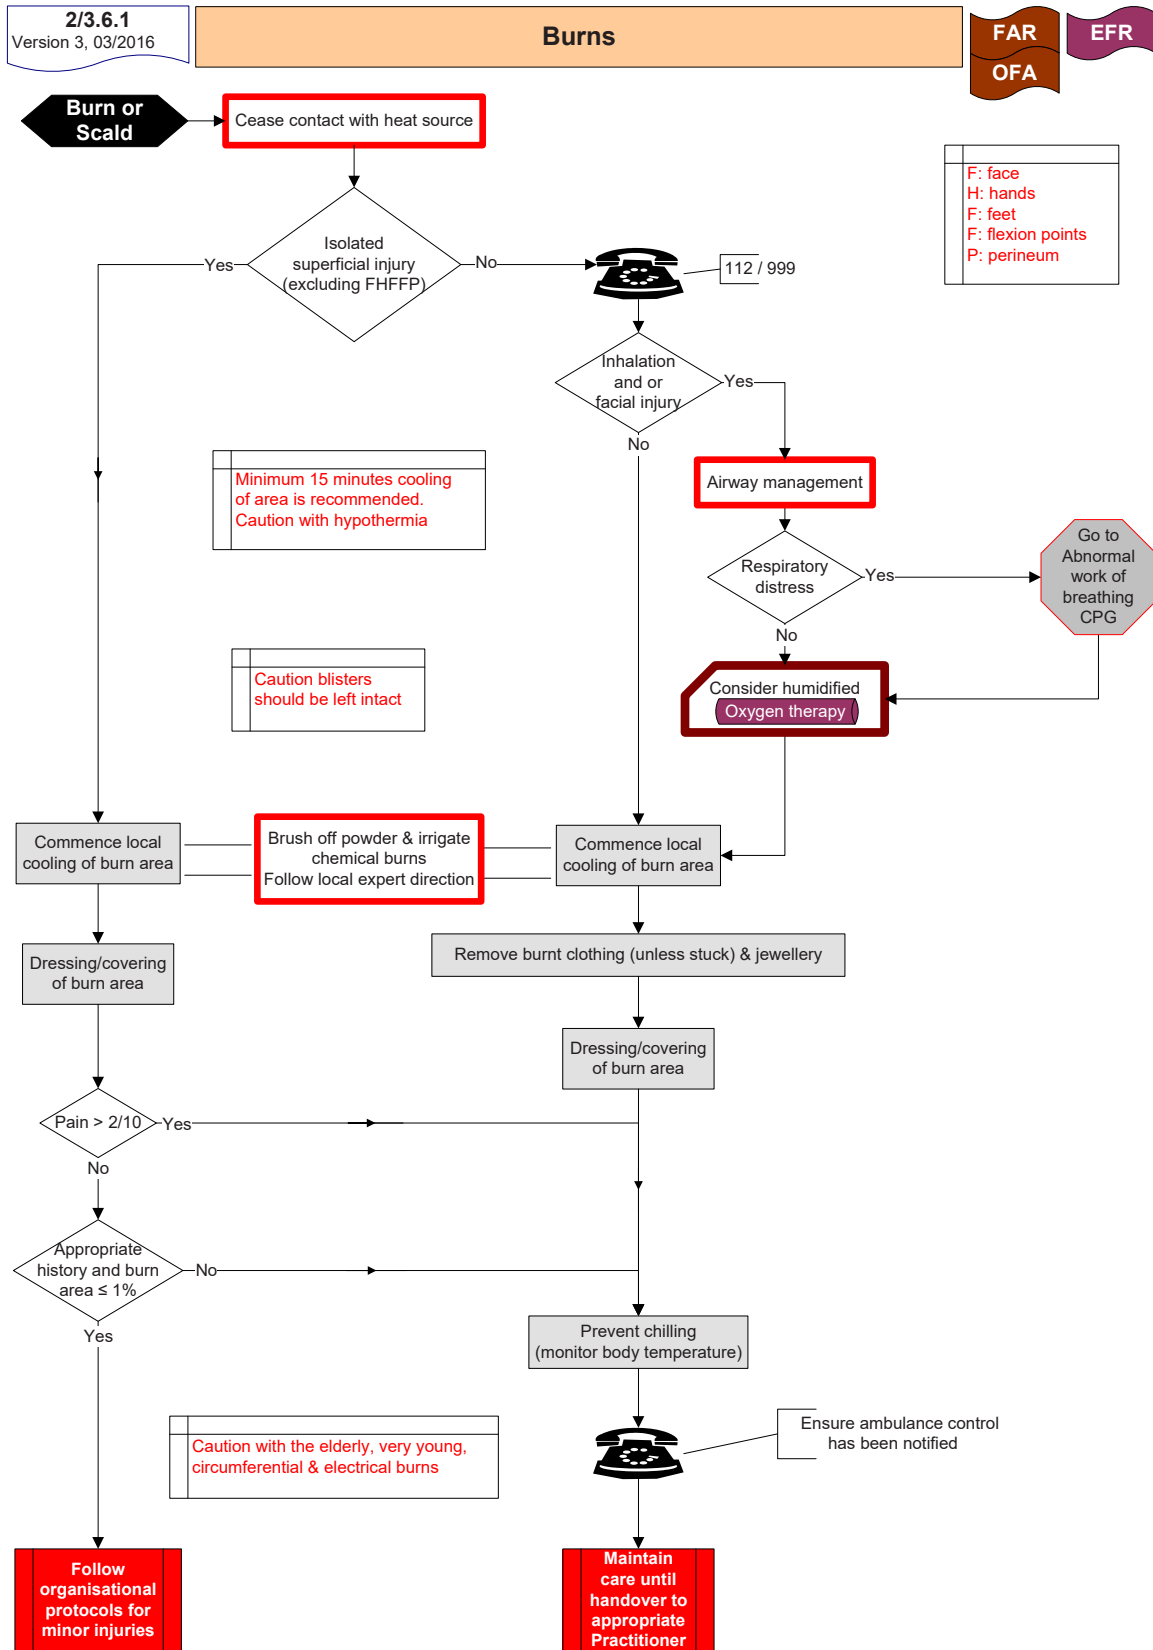 2/3.6.1
Version 3, 03/2016
Burns
FAR
EFR
OFA
Burn or
Scald
Cease contact with heat source
F: face
H: hands
F: feet
F: flexion points
P: perineum
Isolated
superficial injury
(excluding FHFFP)
Yes
No
112 / 999
Inhalation
and or
facial injury
Yes
No
Minimum 15 minutes cooling
of area is recommended.
Caution with hypothermia
Airway management
Respiratory
distress
Yes
No
Go to
Abnormal
work of
breathing
CPG
Caution blisters
should be left intact
Consider humidified
Oxygen therapy
Commence local
cooling of burn area
Brush off powder & irrigate
chemical burns
Follow local expert direction
Commence local
cooling of burn area
Remove burnt clothing (unless stuck) & jewellery
Dressing/covering
of burn area
Dressing/covering
of burn area
Pain > 2/10
Yes
No
Appropriate
history and burn
area ≤ 1%
No
Yes
Prevent chilling
(monitor body temperature)
Caution with the elderly, very young,
circumferential & electrical burns
Ensure ambulance control
has been notified
Follow
organisational
protocols for
minor injuries
Maintain
care until
handover to
appropriate
Practitioner